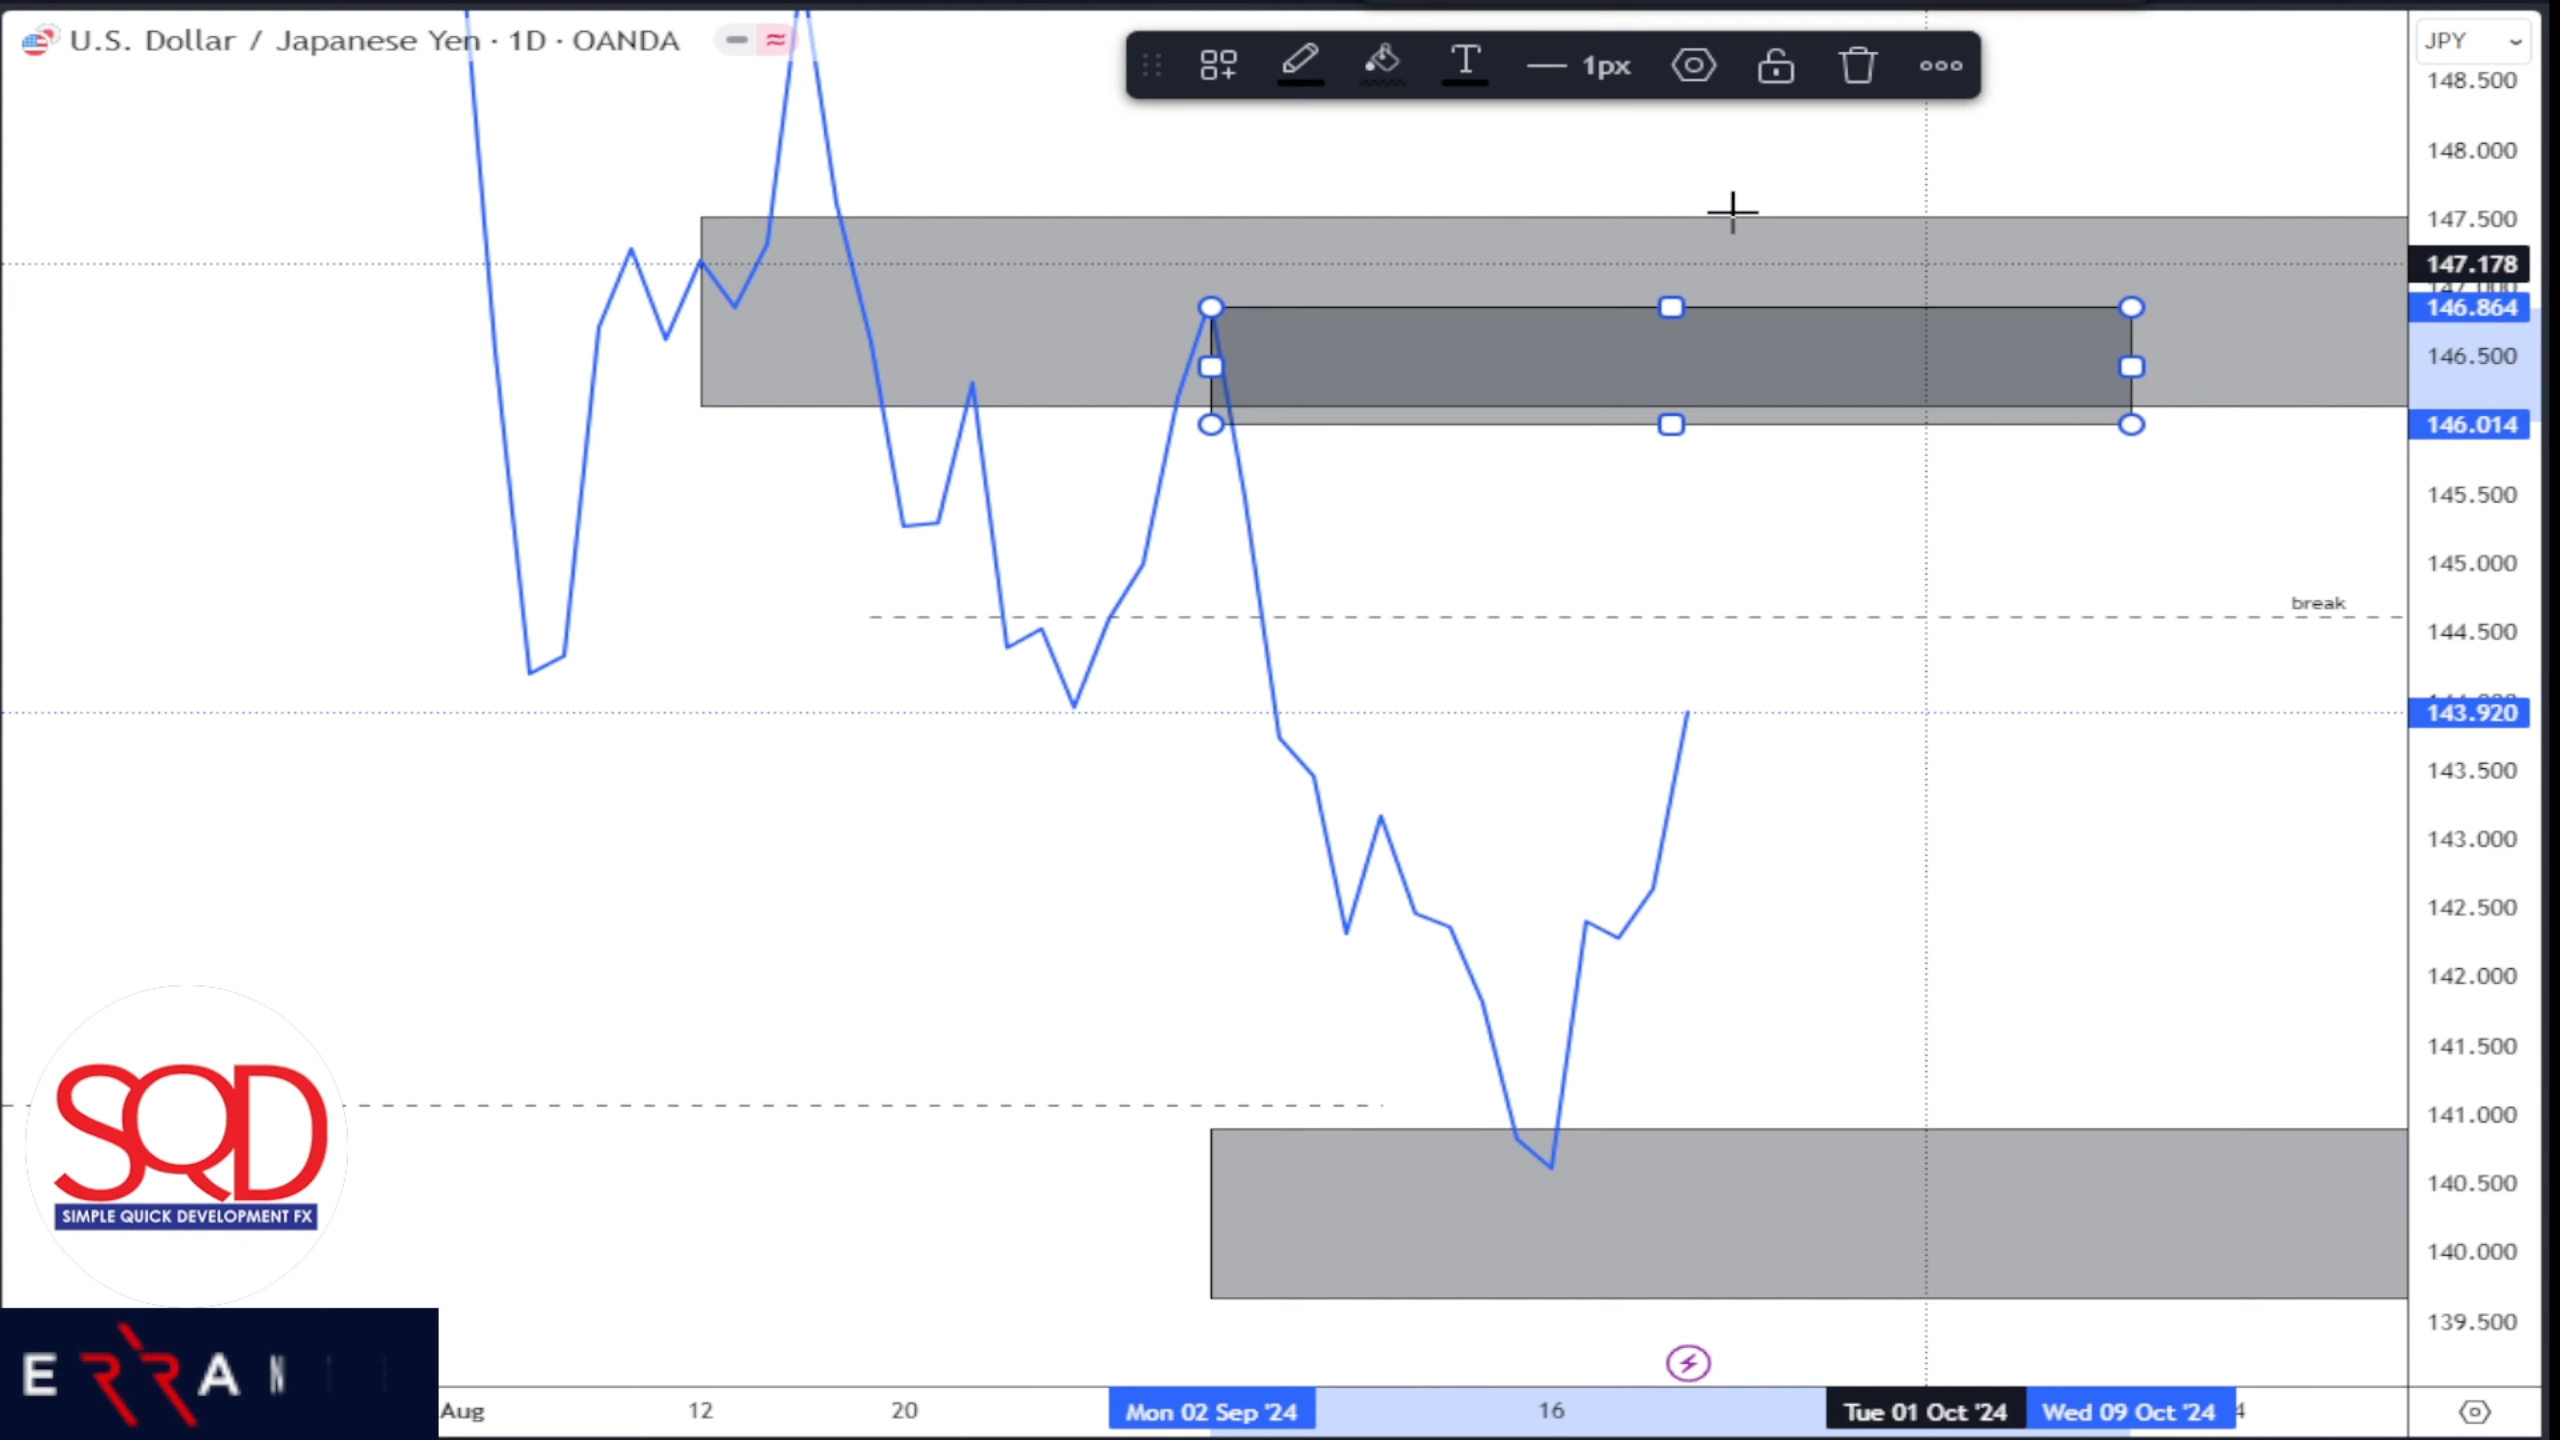 U.S. Dollar / Japanese Yen · 1D · OANDA
T
1px
JPY
148.500
148.000
147.500
147.178
146.864
146.500
146.014
145.500
145.000
break
144.500
143.920
143.500
143.000
142.500
142.000
141.500
141.000
140.500
140.000
139.500
SQD
SIMPLE QUICK DEVELOPMENT FX
ERRAN
Aug
12
20
Mon 02 Sep '24
16
Tue 01 Oct '24
Wed 09 Oct '24
4